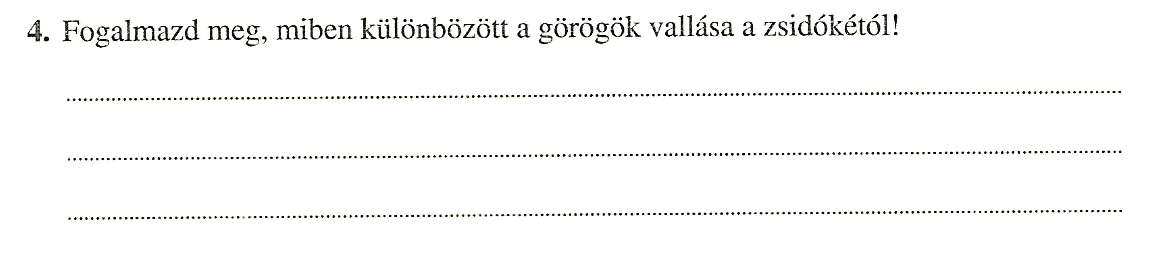 4. Fogalmazd meg, miben különbözött a görögök vallása a zsidókétól!